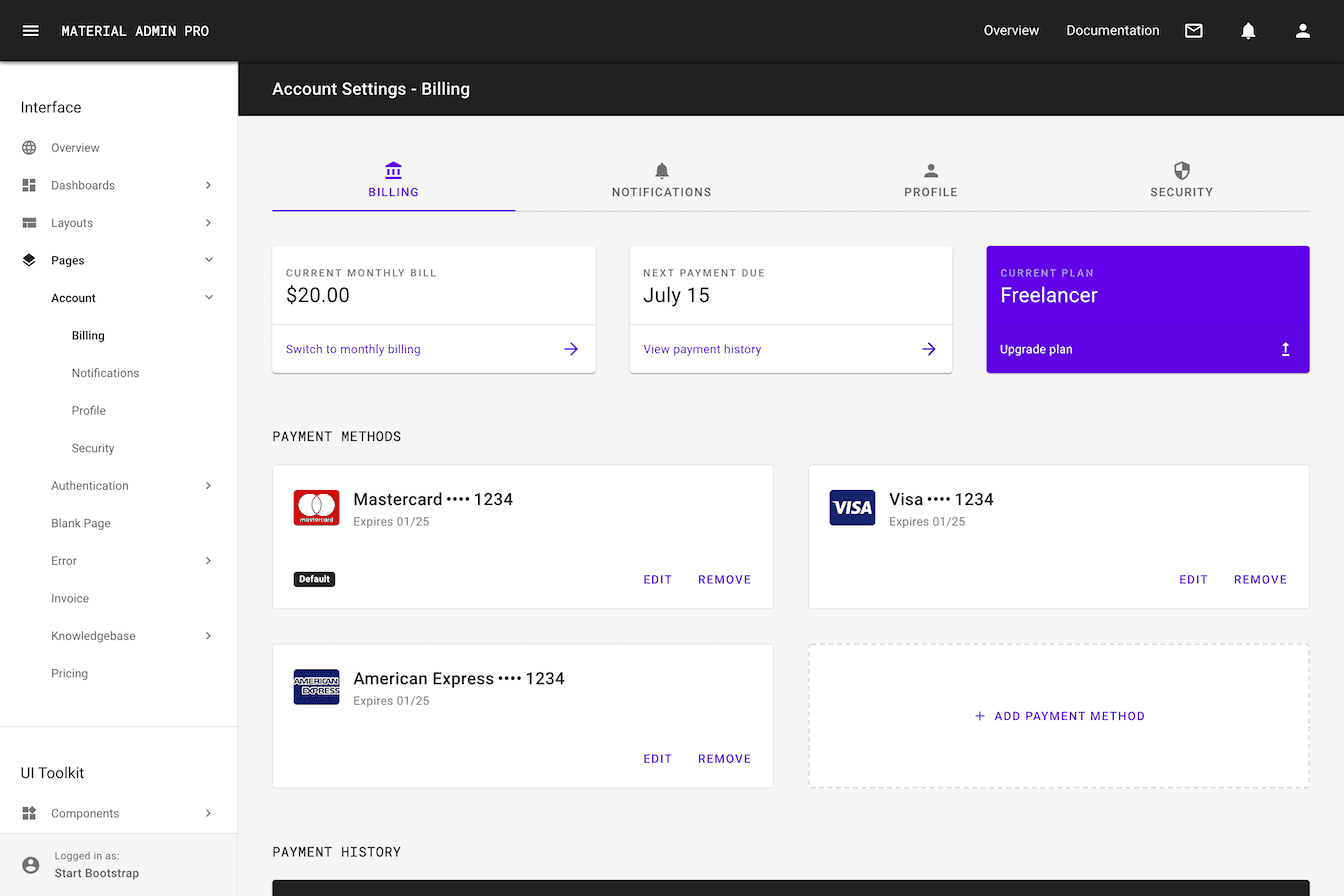 MATERIAL ADMIN PRO
Overview
Documentation
Interface
Overview
Dashboards
Layouts
Pages
Account
Billing
Notifications
Profile
Security
Authentication
Blank Page
Error
Invoice
Knowledgebase
Pricing
UI Toolkit
Components
Logged in as:
Start Bootstrap
Account Settings - Billing
BILLING
NOTIFICATIONS
PROFILE
SECURITY
CURRENT MONTHLY BILL
$20.00
Switch to monthly billing
NEXT PAYMENT DUE
July 15
View payment history
CURRENT PLAN
Freelancer
Upgrade plan
PAYMENT METHODS
mastercard
Mastercard •••• 1234
Expires 01/25
Default
EDIT
REMOVE
VISA
Visa •••• 1234
Expires 01/25
EDIT
REMOVE
AMERICAN
EXPRESS
American Express •••• 1234
Expires 01/25
EDIT
REMOVE
+ ADD PAYMENT METHOD
PAYMENT HISTORY